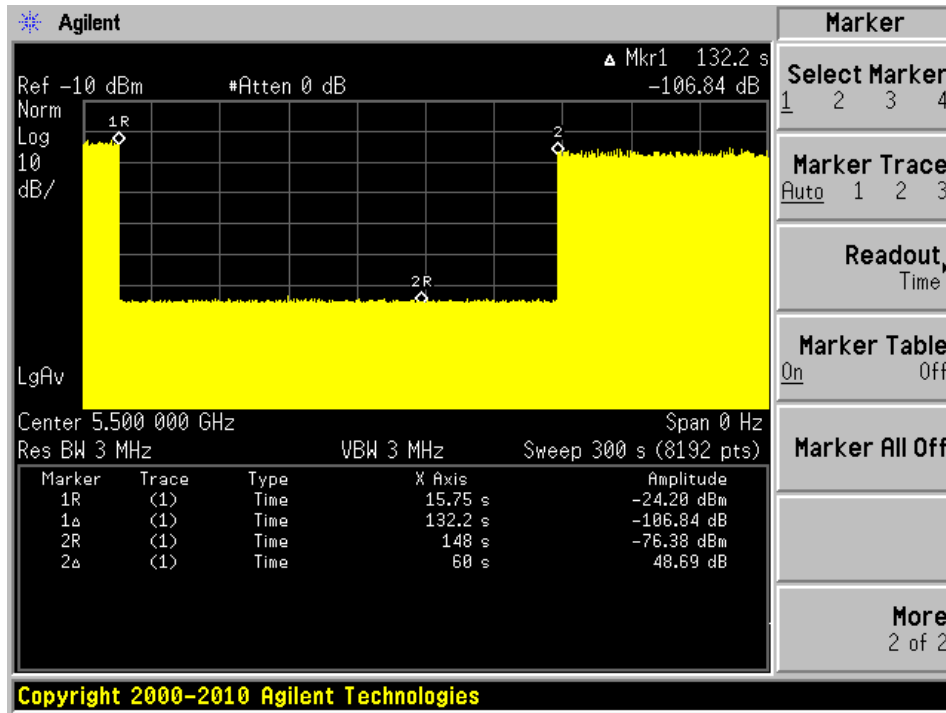 Agilent
Marker
▵ Mkr1 132.2 s
Ref -10 dBm #Atten 0 dB -106.84 dB
Norm
Log
10
dB/
1R
2
2R
LgAv
Center 5.500 000 GHz Span 0 Hz
Res BW 3 MHz VBW 3 MHz Sweep 300 s (8192 pts)
Marker Trace Type X Axis Amplitude
1R (1) Time 15.75 s -24.20 dBm
1▵ (1) Time 132.2 s -106.84 dB
2R (1) Time 148 s -76.38 dBm
2▵ (1) Time 60 s 48.69 dB
Select Marker
1 2 3 4
Marker Trace
Auto 1 2 3
Readout
Time
Marker Table
On Off
Marker All Off
More
2 of 2
Copyright 2000-2010 Agilent Technologies